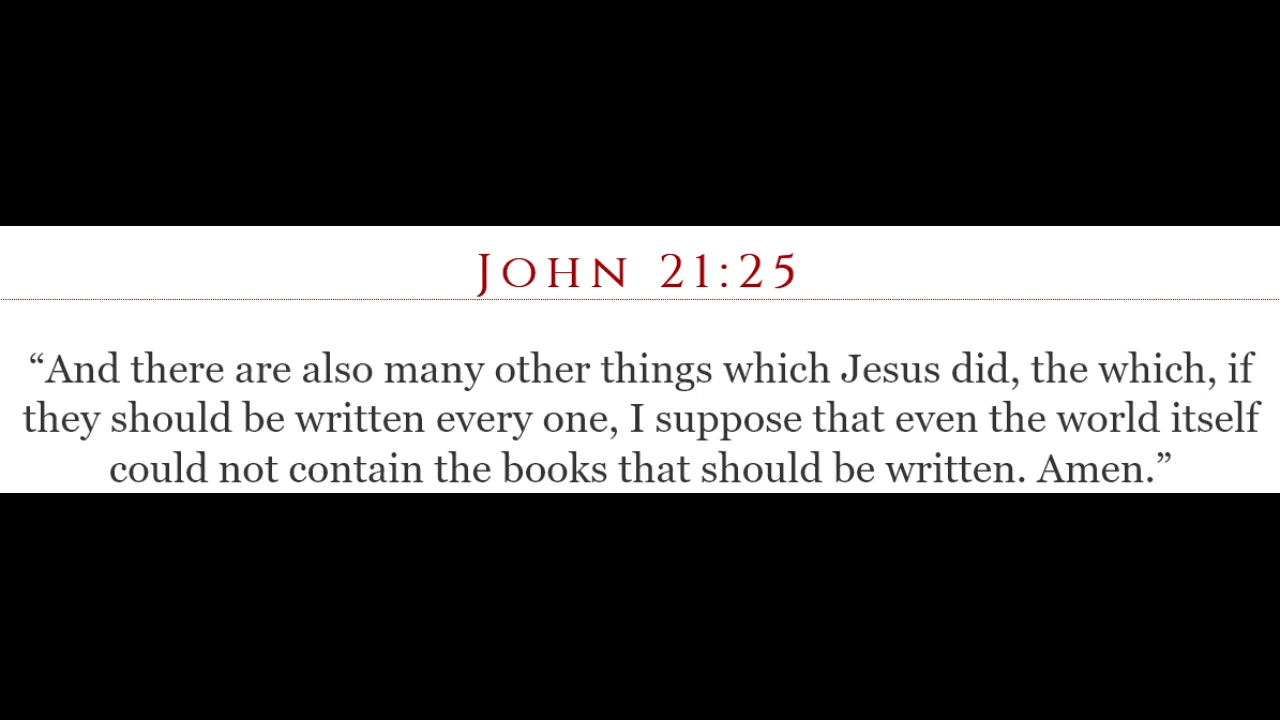 John 21:25
“And there are also many other things which Jesus did, the which, if
they should be written every one, I suppose that even the world itself
could not contain the books that should be written. Amen.”